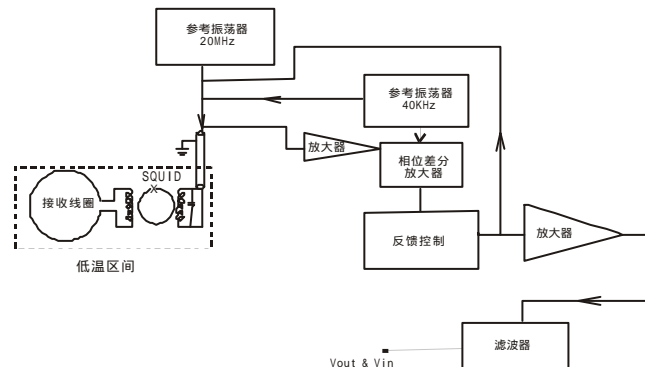 参考振荡器
20MHz
参考振荡器
40KHz
放大器
相位差分
放大器
SQUID
接收线圈
低温区间
反馈控制
放大器
滤波器
Vout & Vin